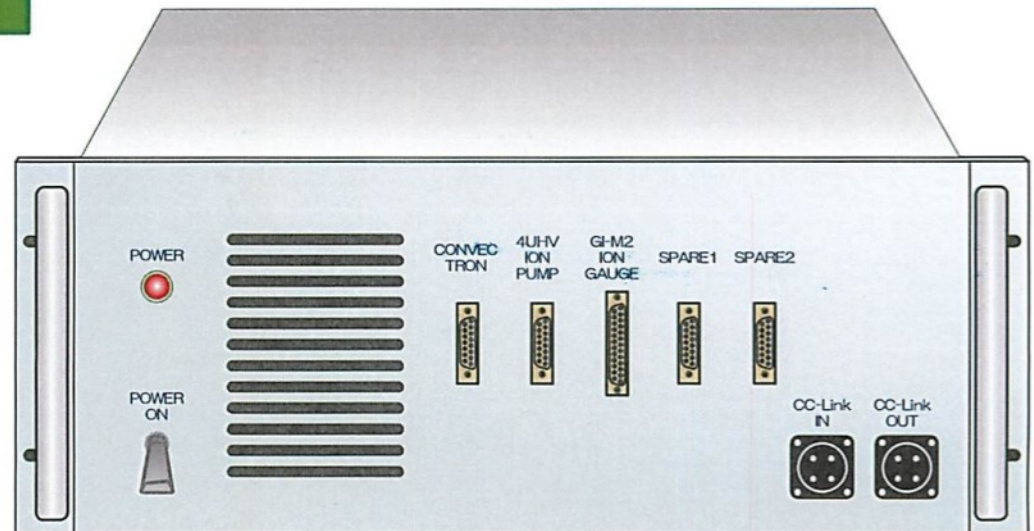 POWER
CONVEC
TRON
4UHV
ION
PUMP
GI-M2
ION
GAUGE
SPARE1
SPARE2
POWER
ON
CC-Link
IN
CC-Link
OUT